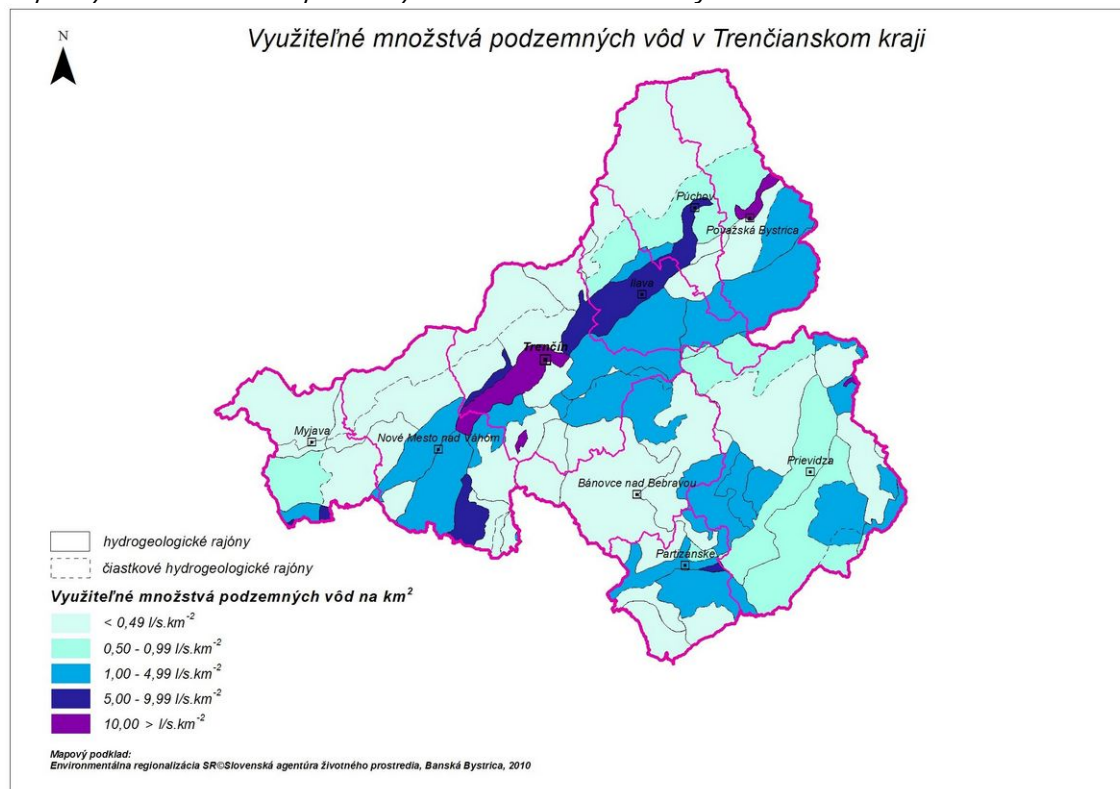 N
Využiteľné množstvá podzemných vôd v Trenčianskom kraji
Púchov
Považská Bystrica
Ilava
Trenčín
Myjava
Nové Mesto nad Váhom
Prievidza
Bánovce nad Bebravou
Partizánske
hydrogeologické rajóny
čiastkové hydrogeologické rajóny
Využiteľné množstvá podzemných vôd na km²
< 0,49 l/s.km⁻²
0,50 - 0,99 l/s.km⁻²
1,00 - 4,99 l/s.km⁻²
5,00 - 9,99 l/s.km⁻²
10,00 > l/s.km⁻²
Mapový podklad:
Environmentálna regionalizácia SR©Slovenská agentúra životného prostredia, Banská Bystrica, 2010